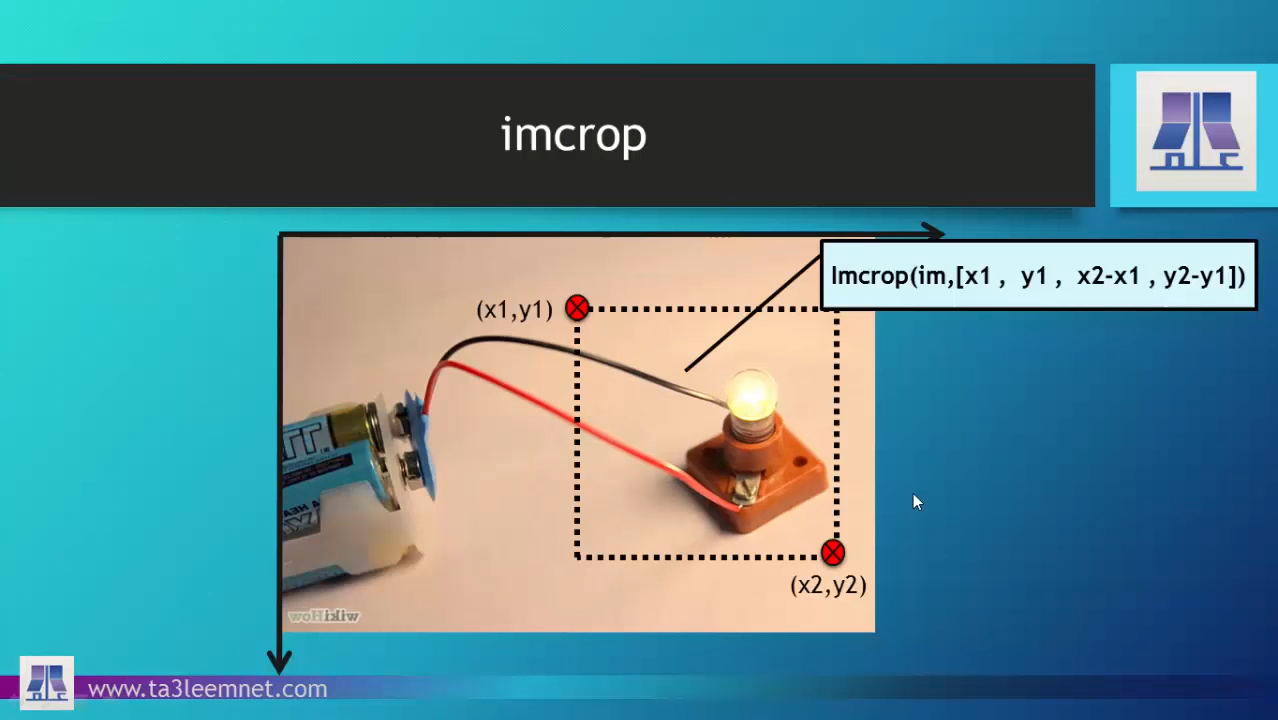 imcrop
Imcrop(im,[x1 , y1 , x2-x1 , y2-y1])
(x1,y1)
(x2,y2)
wikiHow
www.ta3leemnet.com